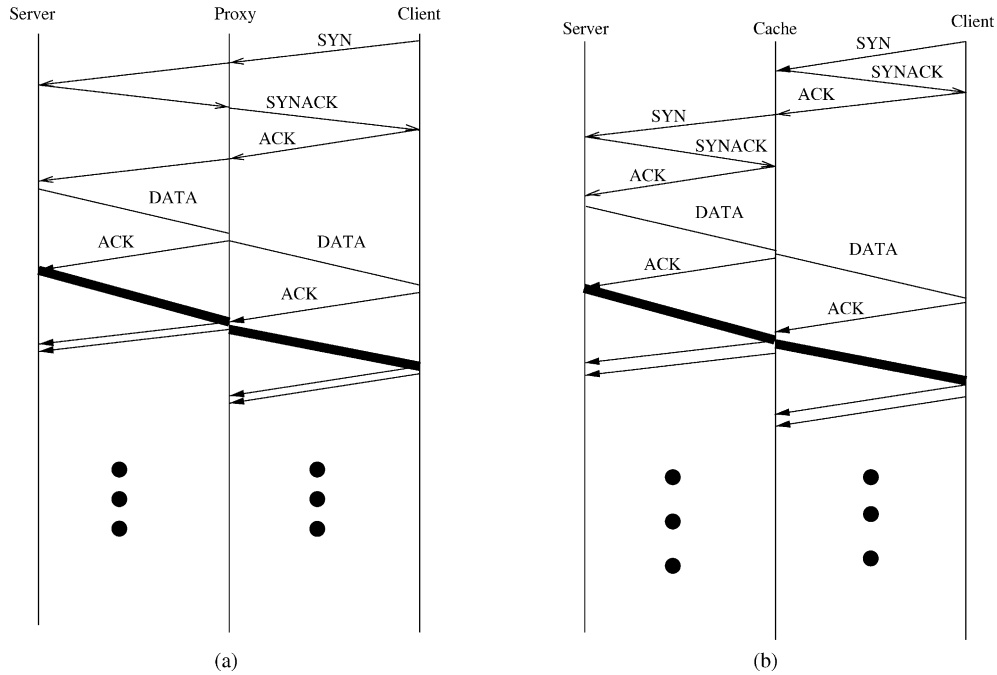 Server Proxy Client
SYN
SYNACK
ACK
DATA
ACK
DATA
ACK
(a)
Server Cache Client
SYN
SYNACK
ACK
SYN
SYNACK
ACK
DATA
DATA
ACK
ACK
(b)